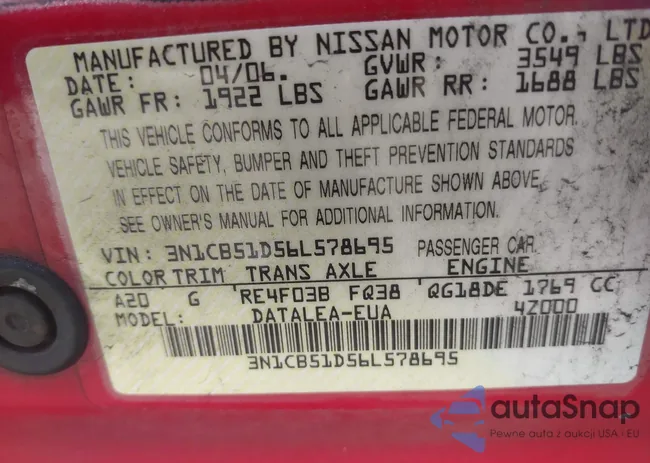 MANUFACTURED BY NISSAN MOTOR CO., LTD
DATE: 04/06. GVWR: 3549 LBS
GAWR FR: 1922 LBS GAWR RR: 1688 LBS
THIS VEHICLE CONFORMS TO ALL APPLICABLE FEDERAL MOTOR
VEHICLE SAFETY, BUMPER AND THEFT PREVENTION STANDARDS
IN EFFECT ON THE DATE OF MANUFACTURE SHOWN ABOVE,
SEE OWNER'S MANUAL FOR ADDITIONAL INFORMATION.
VIN: 3N1CB51D56L578695 PASSENGER CAR
COLOR TRIM TRANS AXLE ENGINE
A20 G RE4F03B FQ38 QG18DE 1769 CC
MODEL: DATALEA-EUA 4Z000
3N1CB51D56L578695
autaSnap
Pewne auta z aukcji USA i EU